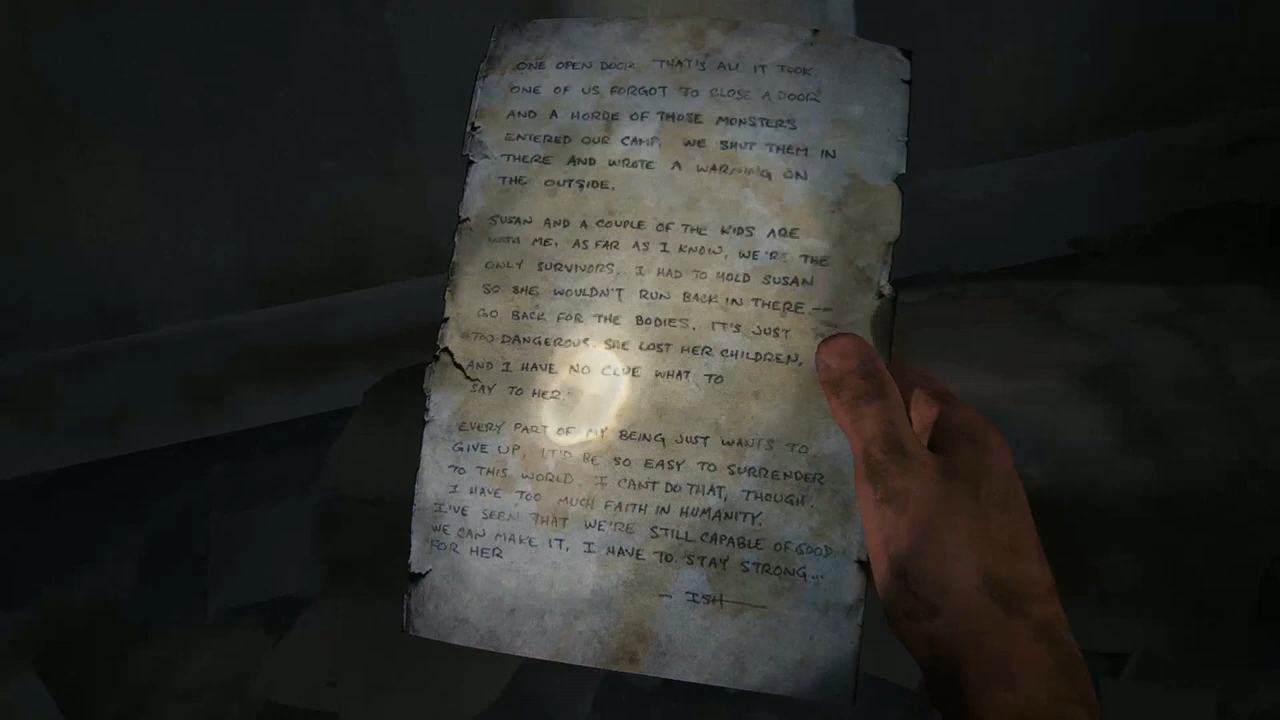 ONE OPEN DOOR THAT'S ALL IT TOOK.
ONE OF US FORGOT TO CLOSE A DOOR
AND A HORDE OF THOSE MONSTERS
ENTERED OUR CAMP. WE SHUT THEM IN
THERE AND WROTE A WARNING ON
THE OUTSIDE.
SUSAN AND A COUPLE OF THE KIDS ARE
WITH ME, AS FAR AS I KNOW, WE'RE THE
ONLY SURVIVORS. I HAD TO HOLD SUSAN
SO SHE WOULDN'T RUN BACK IN THERE --
GO BACK FOR THE BODIES. IT'S JUST
TOO DANGEROUS. SHE LOST HER CHILDREN,
AND I HAVE NO CLUE WHAT TO
SAY TO HER.
EVERY PART OF MY BEING JUST WANTS TO
GIVE UP. IT'D BE SO EASY TO SURRENDER
TO THIS WORLD. I CAN'T DO THAT, THOUGH.
I HAVE TOO MUCH FAITH IN HUMANITY.
I'VE SEEN THAT WE'RE STILL CAPABLE OF GOOD.
WE CAN MAKE IT. I HAVE TO STAY STRONG...
FOR HER
- ISH